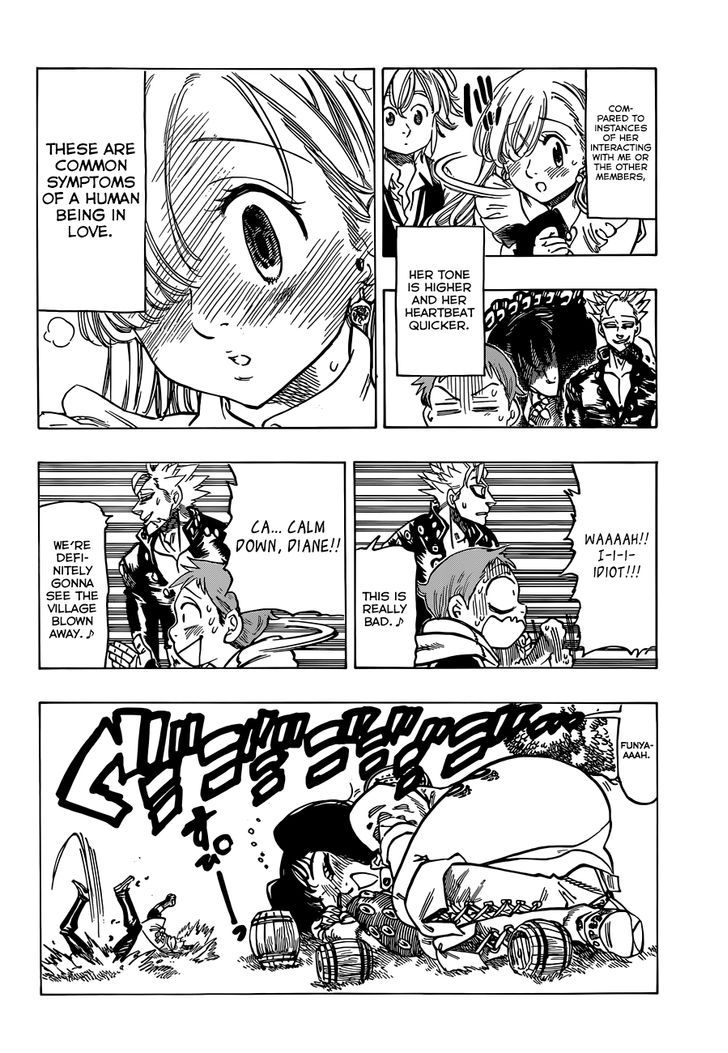 COM-
PARED TO
INSTANCES
OF HER
INTERACTING
WITH ME OR
THE OTHER
MEMBERS,
HER TONE
IS HIGHER
AND HER
HEARTBEAT
QUICKER.
THESE ARE
COMMON
SYMPTOMS
OF A HUMAN
BEING IN
LOVE.
WAAAAH!!
I-I-I-
IDIOT!!!
THIS IS
REALLY
BAD.♪
CA... CALM
DOWN, DIANE!!
WE'RE
DEFI-
NITELY
GONNA
SEE THE
VILLAGE
BLOWN
AWAY.♪
FUNYA-
AAAH.